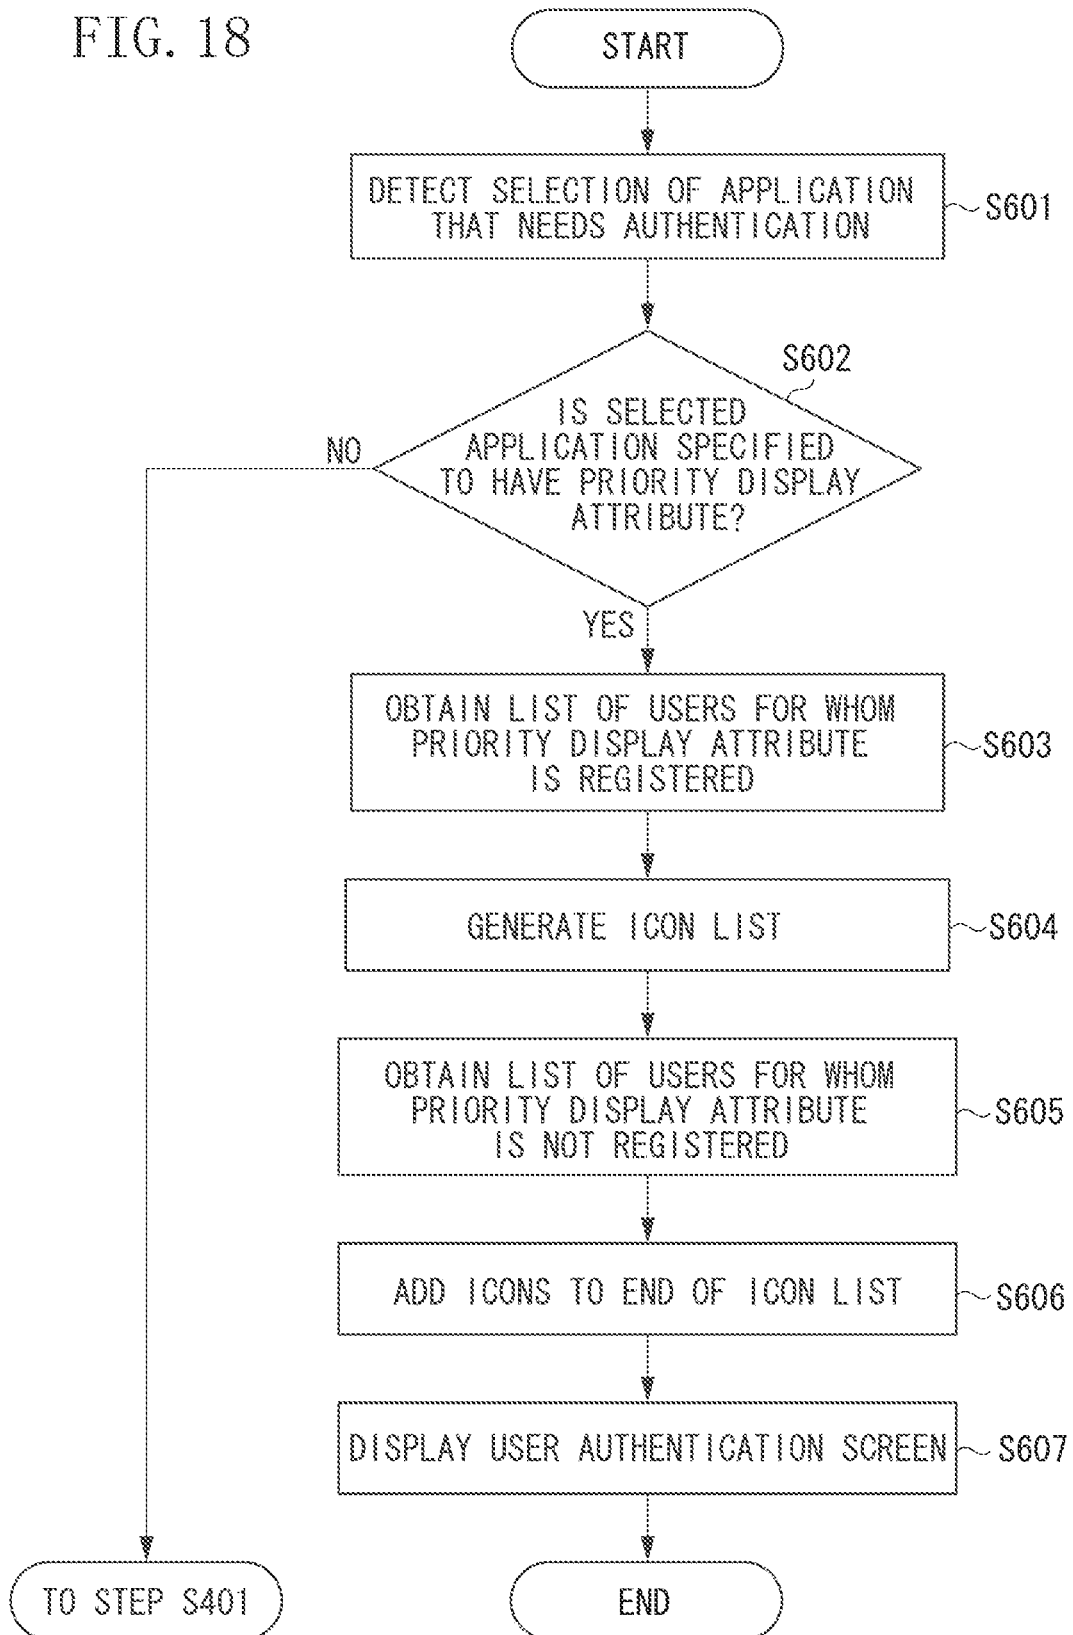 FIG. 18
START
DETECT SELECTION OF APPLICATION
THAT NEEDS AUTHENTICATION
S601
S602
IS SELECTED
APPLICATION SPECIFIED
TO HAVE PRIORITY DISPLAY
ATTRIBUTE?
NO
YES
OBTAIN LIST OF USERS FOR WHOM
PRIORITY DISPLAY ATTRIBUTE
IS REGISTERED
S603
GENERATE ICON LIST
S604
OBTAIN LIST OF USERS FOR WHOM
PRIORITY DISPLAY ATTRIBUTE
IS NOT REGISTERED
S605
ADD ICONS TO END OF ICON LIST
S606
DISPLAY USER AUTHENTICATION SCREEN
S607
TO STEP S401
END